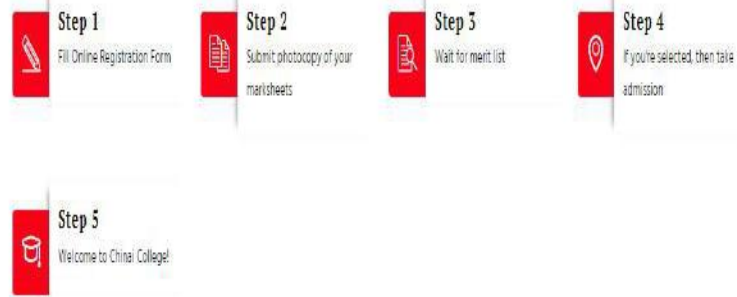 Step 1
Fill Online Registration Form
Step 2
Submit photocopy of your
marksheets
Step 3
Wait for merit list
Step 4
If you're selected, then take
admission
Step 5
Welcome to Chinai College!